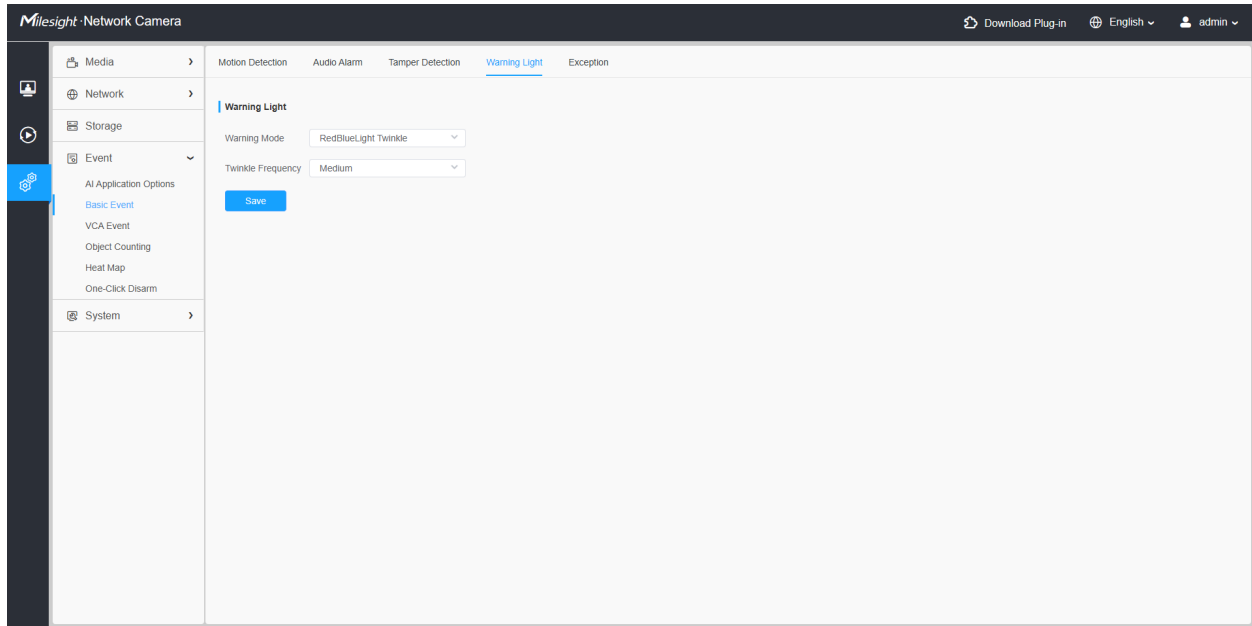 Milesight·Network Camera
Download Plug-in
English
admin
Media
Network
Storage
Event
AI Application Options
Basic Event
VCA Event
Object Counting
Heat Map
One-Click Disarm
System
Motion Detection
Audio Alarm
Tamper Detection
Warning Light
Exception
Warning Light
Warning Mode
RedBlueLight Twinkle
Twinkle Frequency
Medium
Save